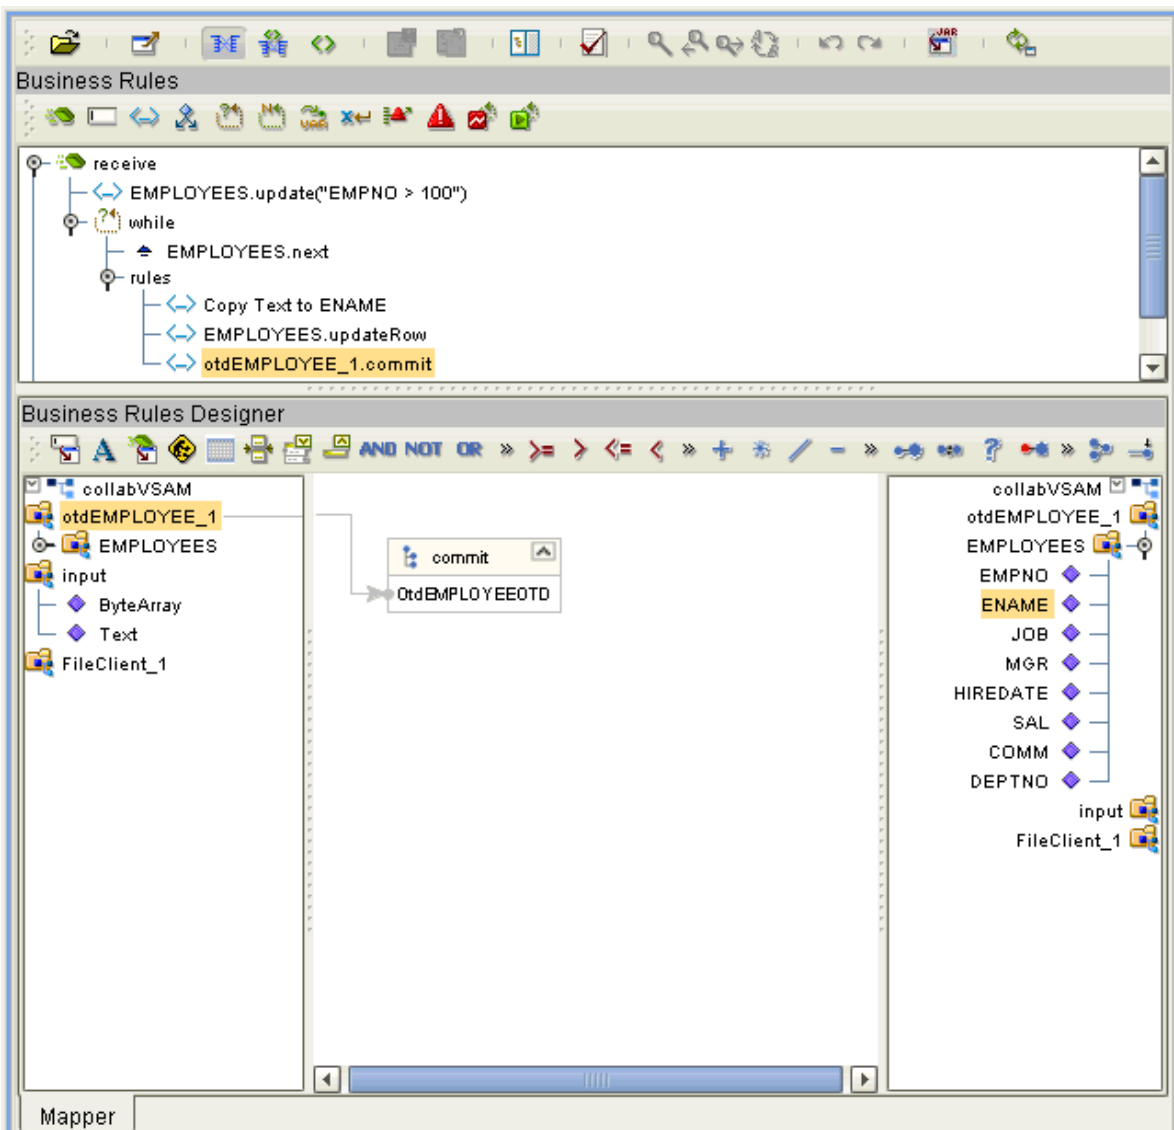 JAR
Business Rules
VAR
receive
EMPLOYEES.update("EMPNO > 100")
while
EMPLOYEES.next
rules
Copy Text to ENAME
EMPLOYEES.updateRow
otdEMPLOYEE_1.commit
Business Rules Designer
A AND NOT OR » >= > <= < » + * / - » ? »
collabVSAM
otdEMPLOYEE_1
EMPLOYEES
input
ByteArray
Text
FileClient_1
commit
OtdEMPLOYEEOTD
collabVSAM
otdEMPLOYEE_1
EMPLOYEES
EMPNO
ENAME
JOB
MGR
HIREDATE
SAL
COMM
DEPTNO
input
FileClient_1
Mapper